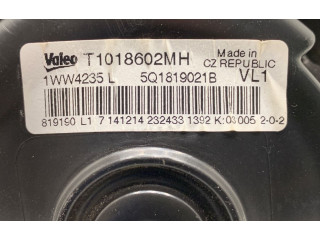 Valeo T1018602MH Made in
CZ REPUBLIC
1WW4235 L 5Q1819021B VL1
819190 L1 7 141214 232433 1392 K:03005 2-0-2